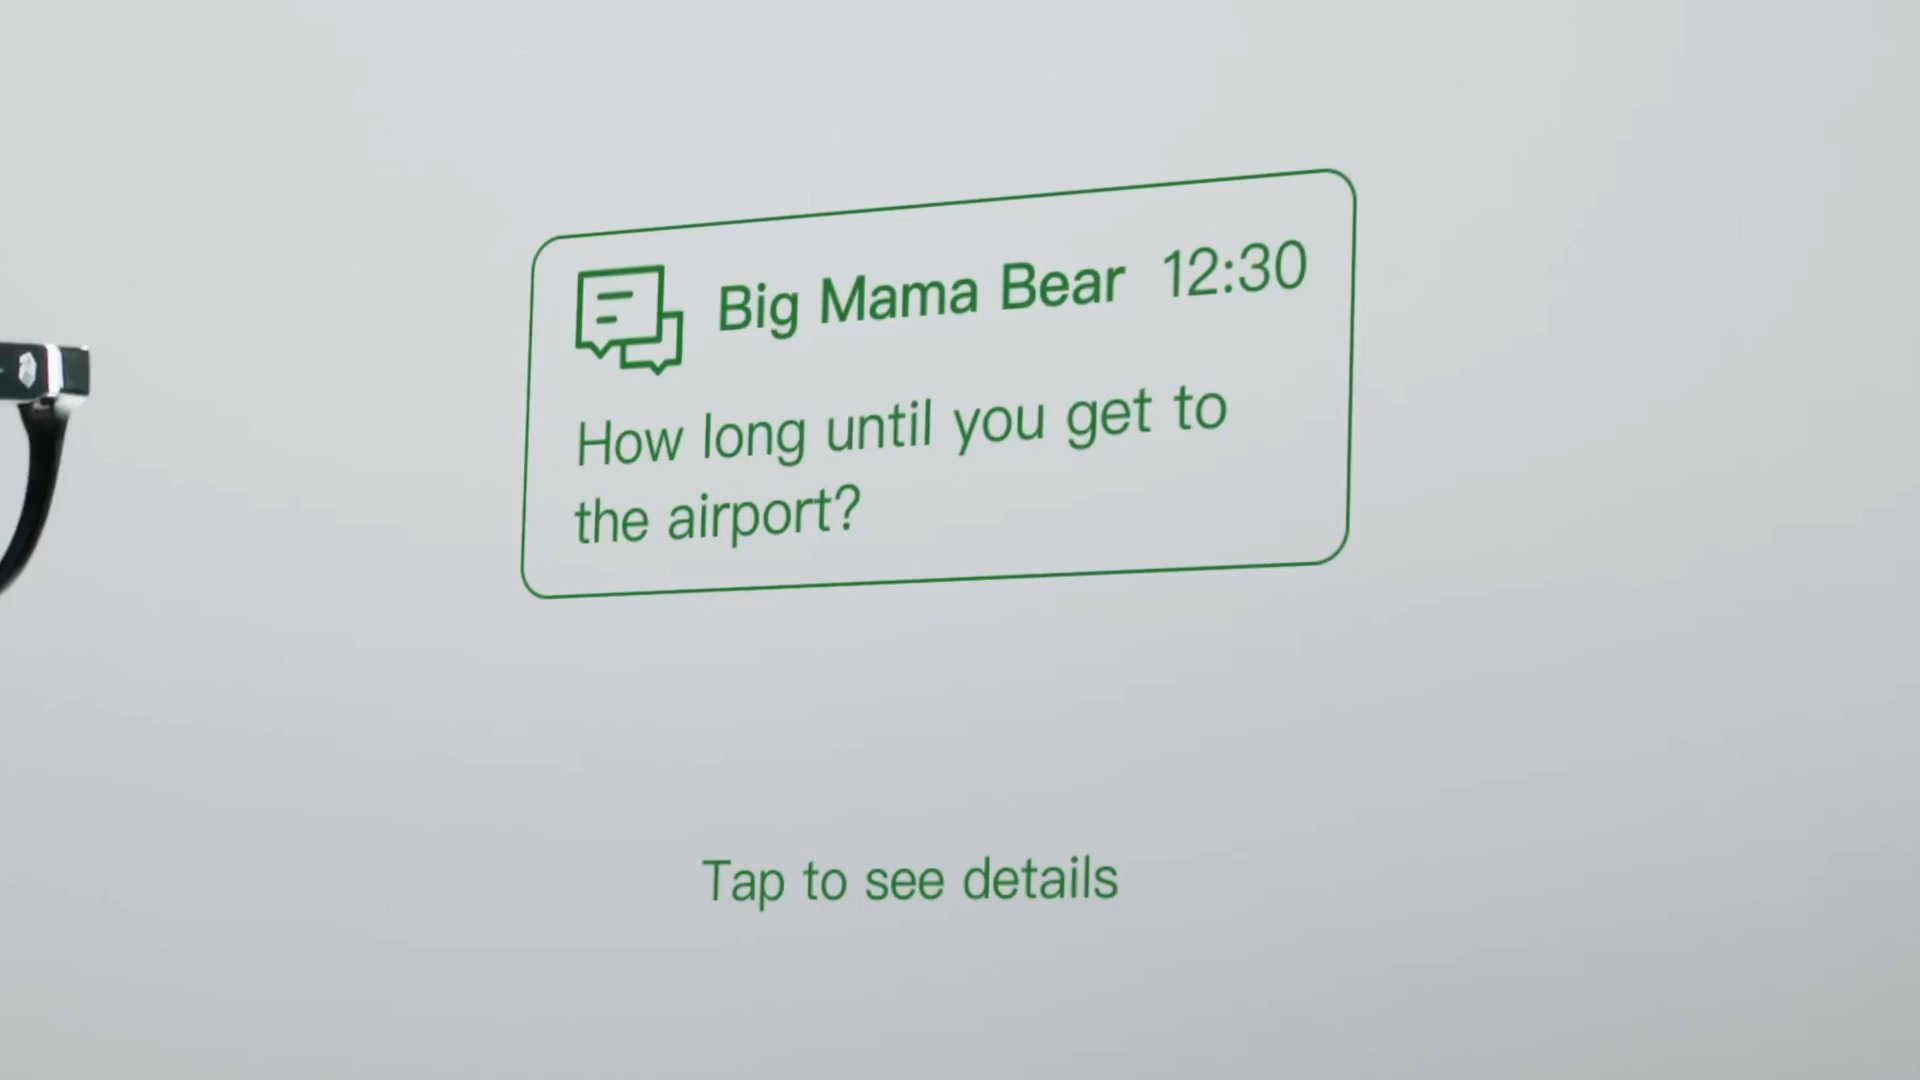 Big Mama Bear 12:30
How long until you get to
the airport?
Tap to see details